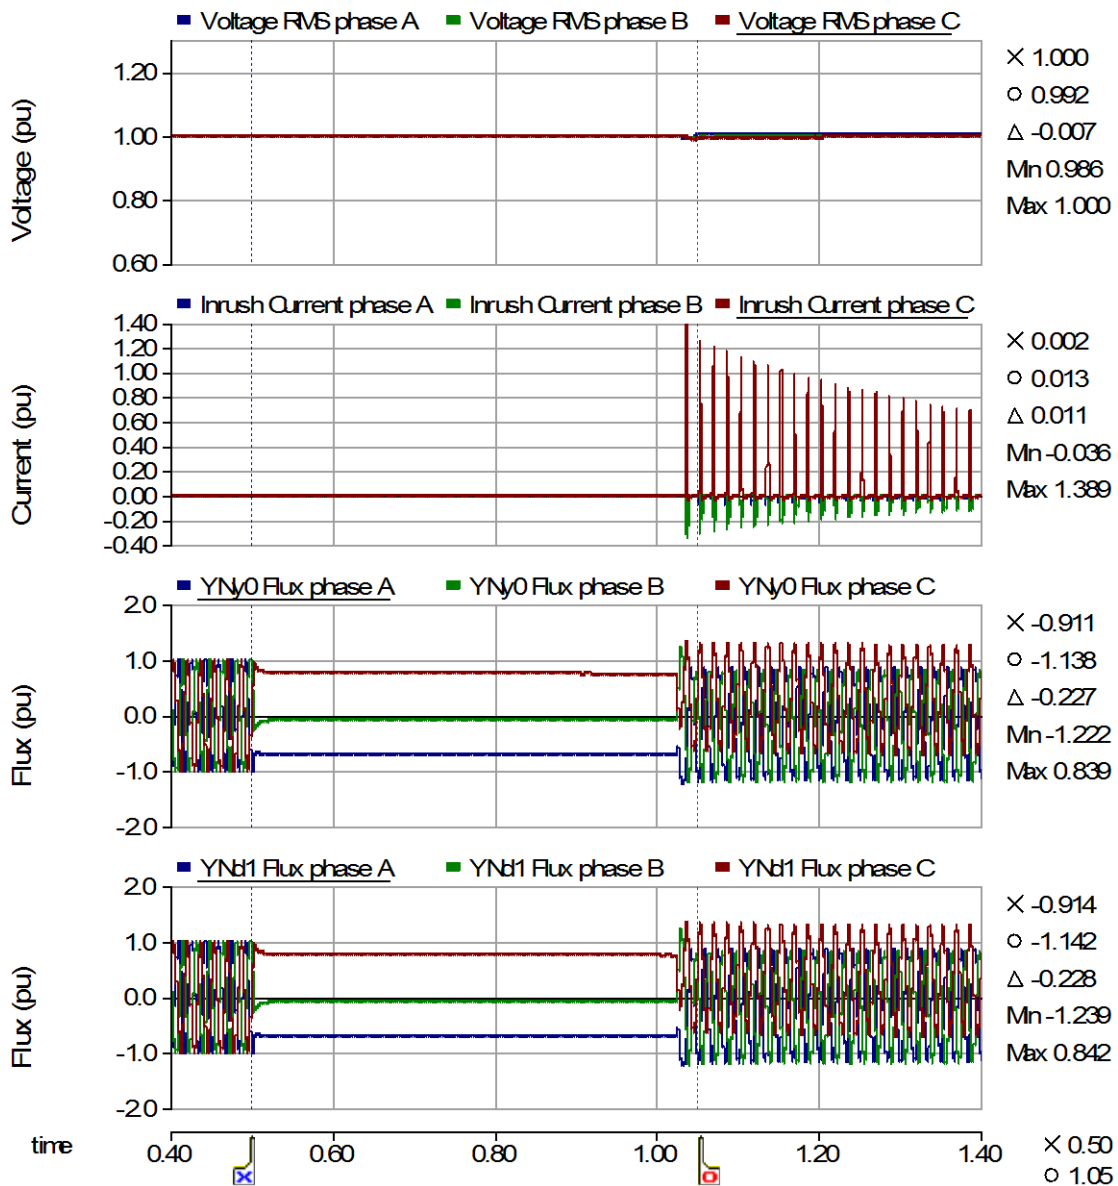 Voltage RMS phase A Voltage RMS phase B Voltage RMS phase C
Voltage (pu)
1.20
1.00
0.80
0.60
× 1.000
○ 0.992
△ -0.007
Min 0.986
Max 1.000
Inrush Current phase A Inrush Current phase B Inrush Current phase C
Current (pu)
1.40
1.20
1.00
0.80
0.60
0.40
0.20
0.00
-0.20
-0.40
× 0.002
○ 0.013
△ 0.011
Min -0.036
Max 1.389
YNy0 Flux phase A YNy0 Flux phase B YNy0 Flux phase C
Flux (pu)
2.0
1.0
0.0
-1.0
-2.0
× -0.911
○ -1.138
△ -0.227
Min -1.222
Max 0.839
YNd1 Flux phase A YNd1 Flux phase B YNd1 Flux phase C
Flux (pu)
2.0
1.0
0.0
-1.0
-2.0
× -0.914
○ -1.142
△ -0.228
Min -1.239
Max 0.842
time 0.40 0.60 0.80 1.00 1.20 1.40
× 0.50
○ 1.05